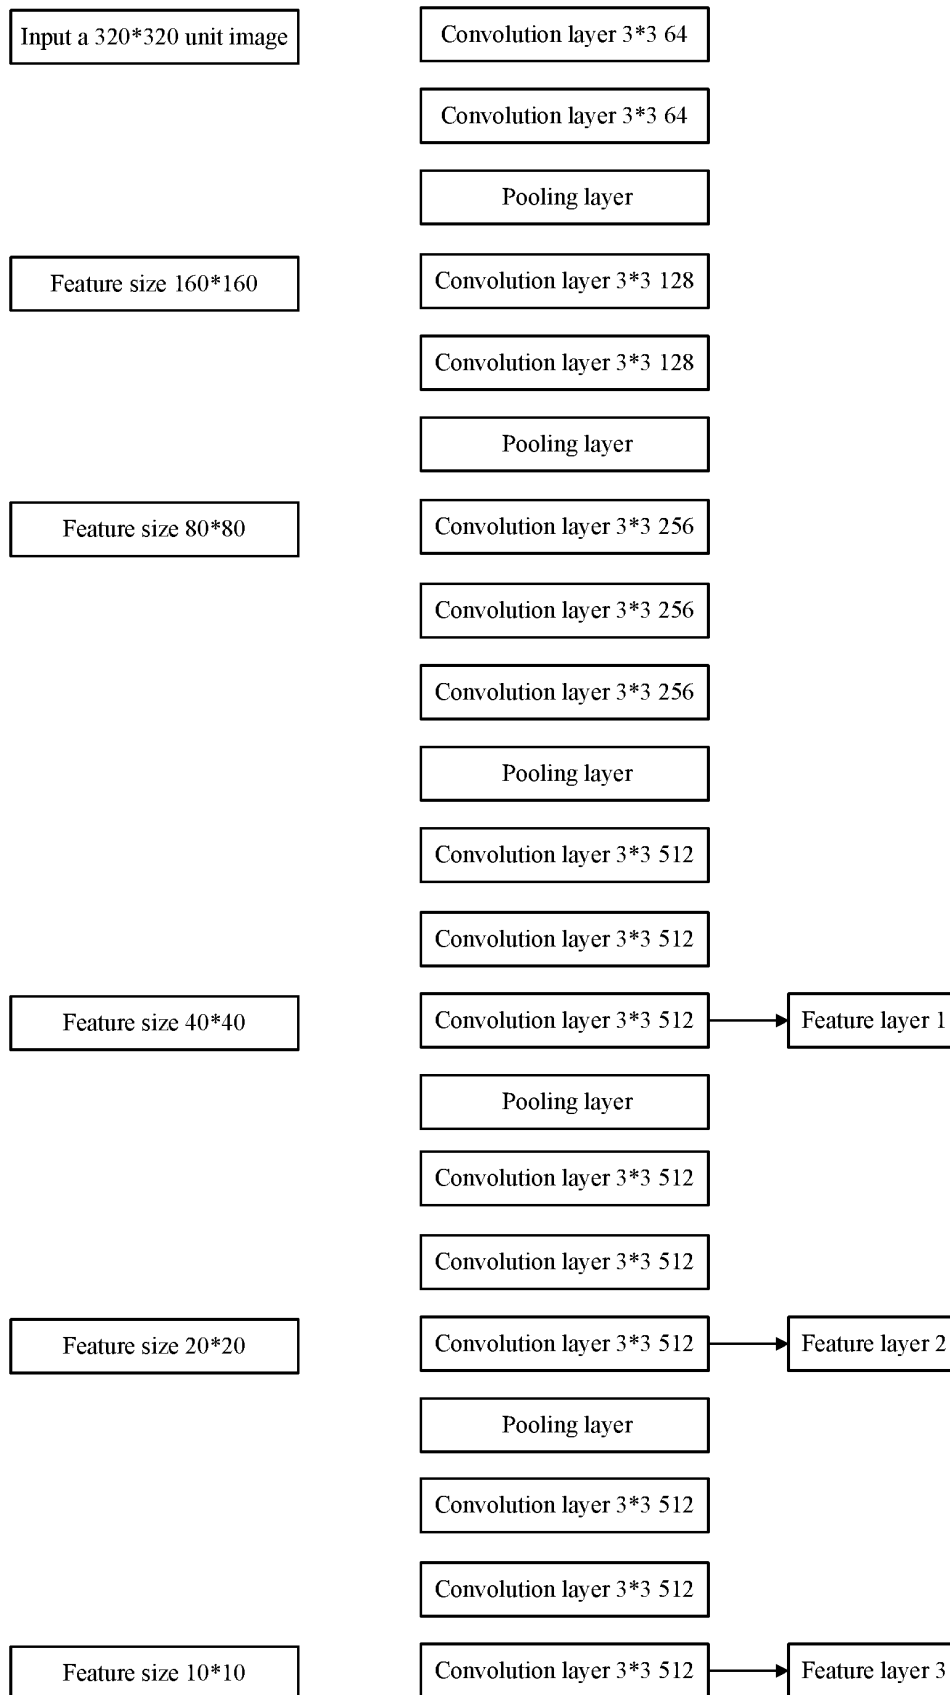 Input a 320*320 unit image
Convolution layer 3*3 64
Convolution layer 3*3 64
Pooling layer
Feature size 160*160
Convolution layer 3*3 128
Convolution layer 3*3 128
Pooling layer
Feature size 80*80
Convolution layer 3*3 256
Convolution layer 3*3 256
Convolution layer 3*3 256
Pooling layer
Convolution layer 3*3 512
Convolution layer 3*3 512
Feature size 40*40
Convolution layer 3*3 512
Feature layer 1
Pooling layer
Convolution layer 3*3 512
Convolution layer 3*3 512
Feature size 20*20
Convolution layer 3*3 512
Feature layer 2
Pooling layer
Convolution layer 3*3 512
Convolution layer 3*3 512
Feature size 10*10
Convolution layer 3*3 512
Feature layer 3